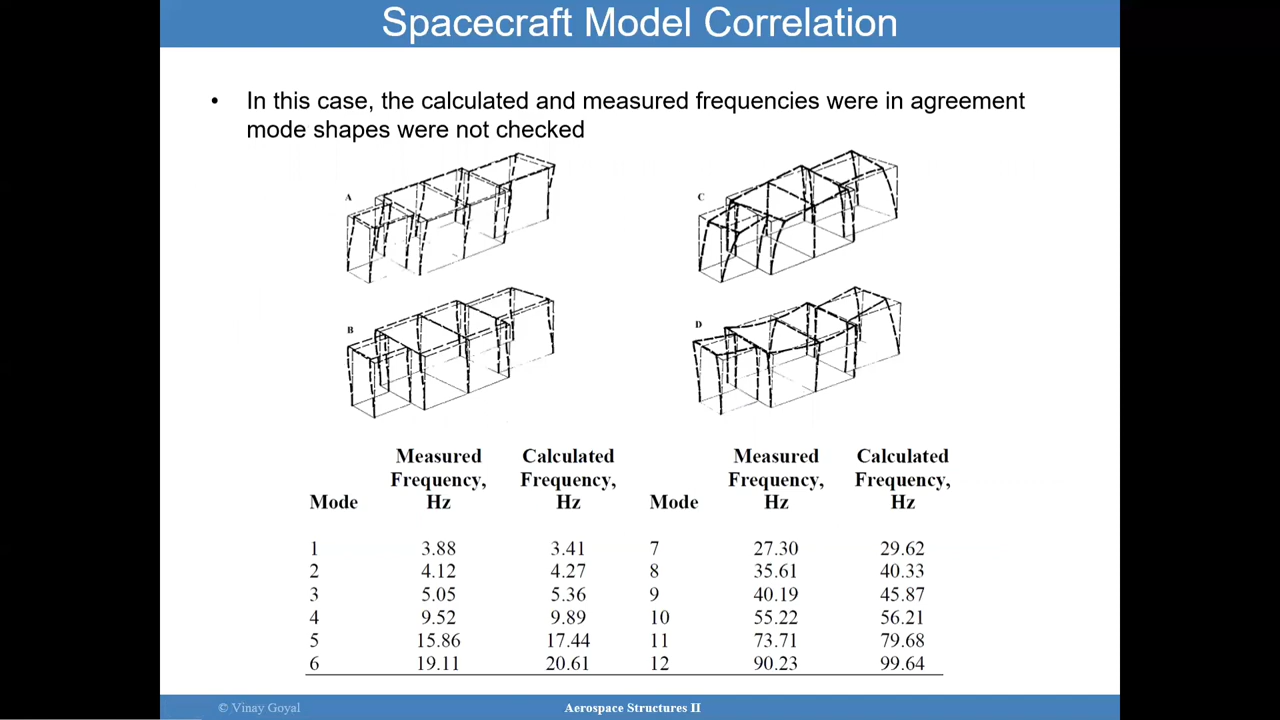 Spacecraft Model Correlation
• In this case, the calculated and measured frequencies were in agreement
mode shapes were not checked
A
C
B
D
Mode Measured Frequency, Hz Calculated Frequency, Hz Mode Measured Frequency, Hz Calculated Frequency, Hz
1 3.88 3.41 7 27.30 29.62
2 4.12 4.27 8 35.61 40.33
3 5.05 5.36 9 40.19 45.87
4 9.52 9.89 10 55.22 56.21
5 15.86 17.44 11 73.71 79.68
6 19.11 20.61 12 90.23 99.64
© Vinay Goyal
Aerospace Structures II